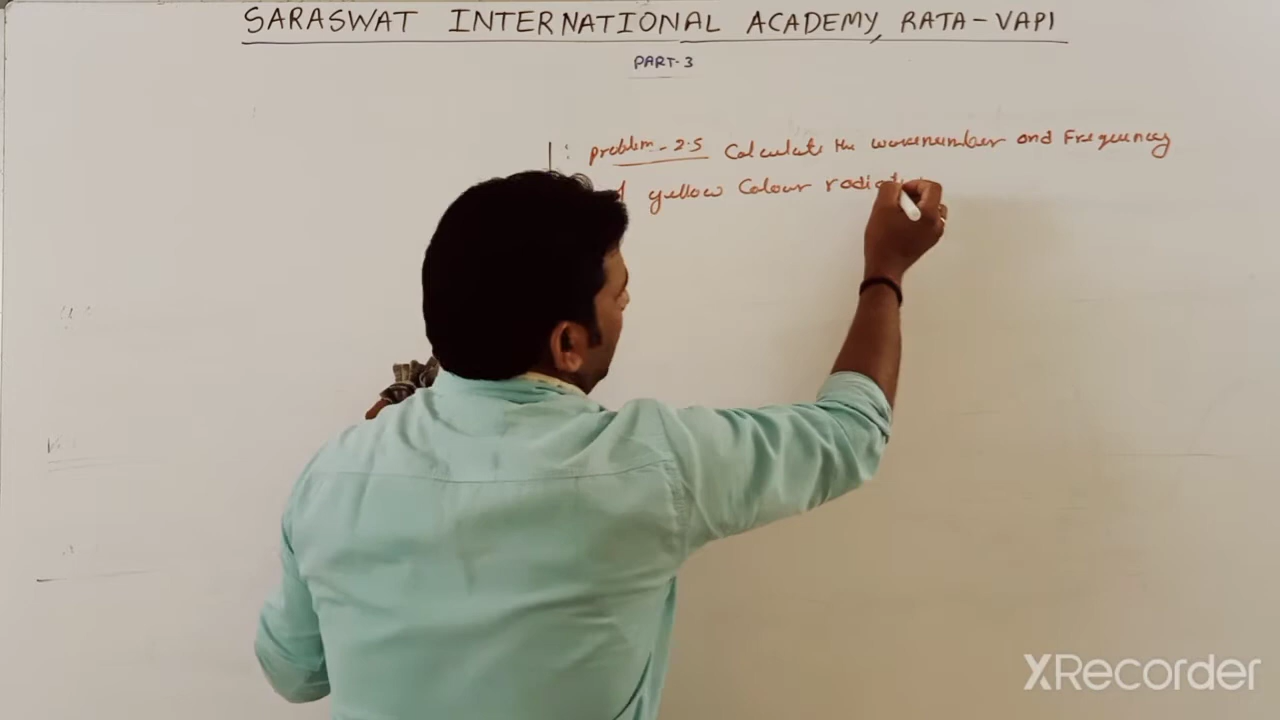 SARASWAT INTERNATIONAL ACADEMY, RATA-VAPI
PART-3
: Problem-2.5 Calculate the wavenumber and Frequency
yellow Colour
XRecorder